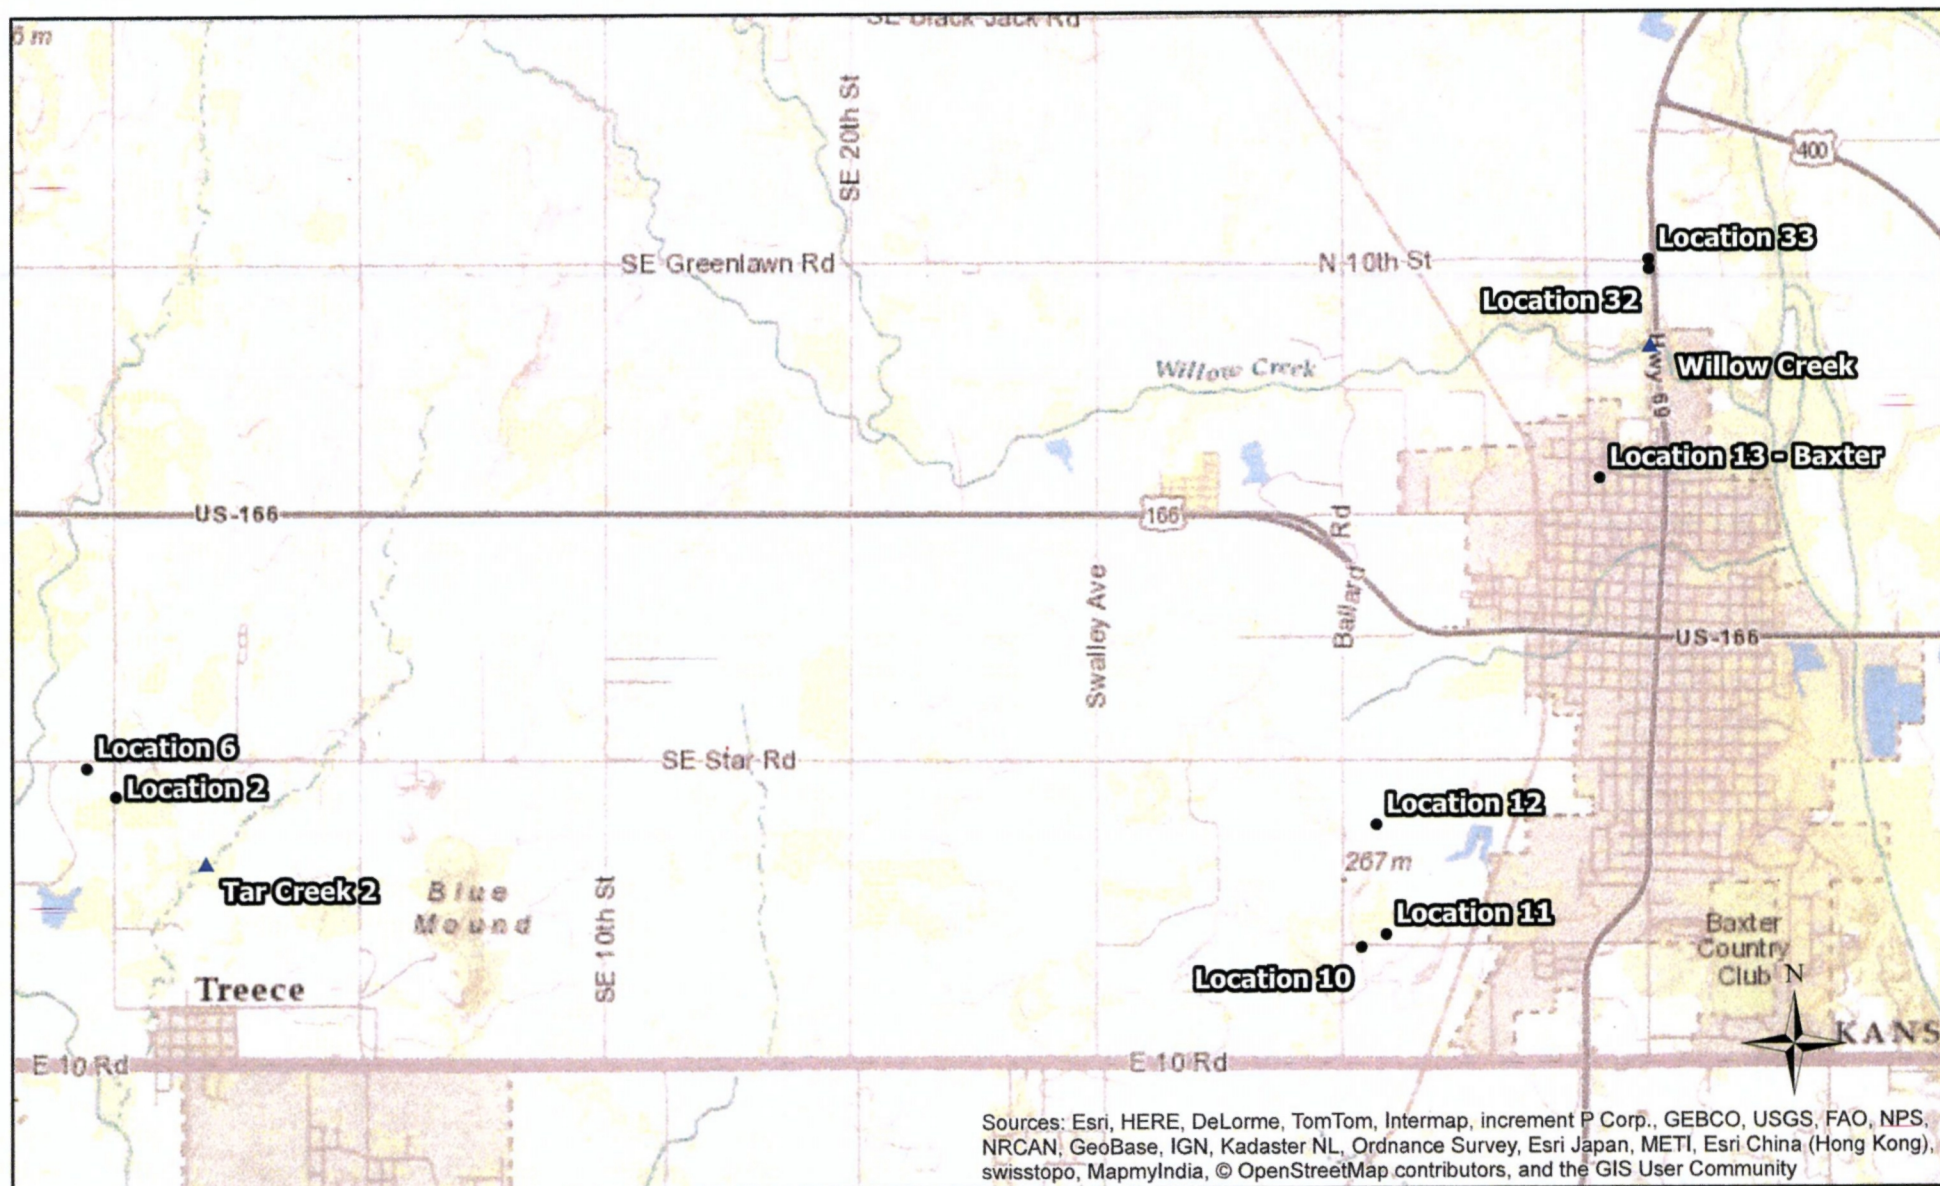 SE Black Jack Rd
6 m
SE 20th St
400
Location 33
SE Greenlawn Rd
N 10th St
Location 32
Hwy 69
Willow Creek
Willow Creek
Location 13 - Baxter
US-166
166
Ballard Rd
Swalley Ave
US-166
Location 6
SE Star Rd
Location 2
Location 12
267 m
Tar Creek 2
Blue
Mound
SE 10th St
Location 11
Baxter
Country
Club
Location 10
N
Treece
KANS
E 10 Rd
E 10 Rd
Sources: Esri, HERE, DeLorme, TomTom, Intermap, increment P Corp., GEBCO, USGS, FAO, NPS,
NRCAN, GeoBase, IGN, Kadaster NL, Ordnance Survey, Esri Japan, METI, Esri China (Hong Kong),
swisstopo, MapmyIndia, © OpenStreetMap contributors, and the GIS User Community